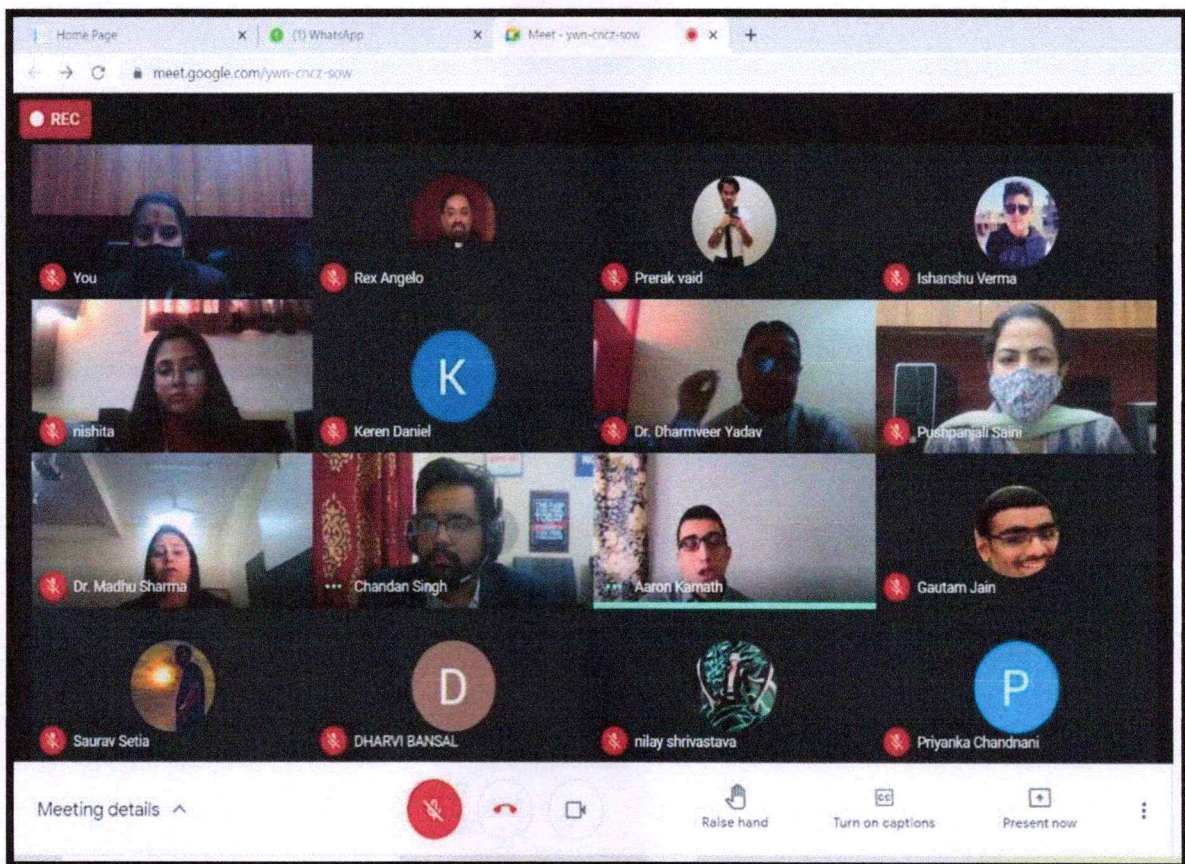 Home Page
(1) WhatsApp
Meet - ywn-cncz-sow
meet.google.com/ywn-cncz-sow
REC
You
Rex Angelo
Prerak vaid
Ishanshu Verma
nishita
K
Keren Daniel
Dr. Dharmveer Yadav
Pushpanjali Saini
Dr. Madhu Sharma
Chandan Singh
Aaron Kamath
Gautam Jain
Saurav Setia
D
DHARVI BANSAL
nilay shrivastava
P
Priyanka Chandnani
Meeting details
Raise hand
CC
Turn on captions
Present now